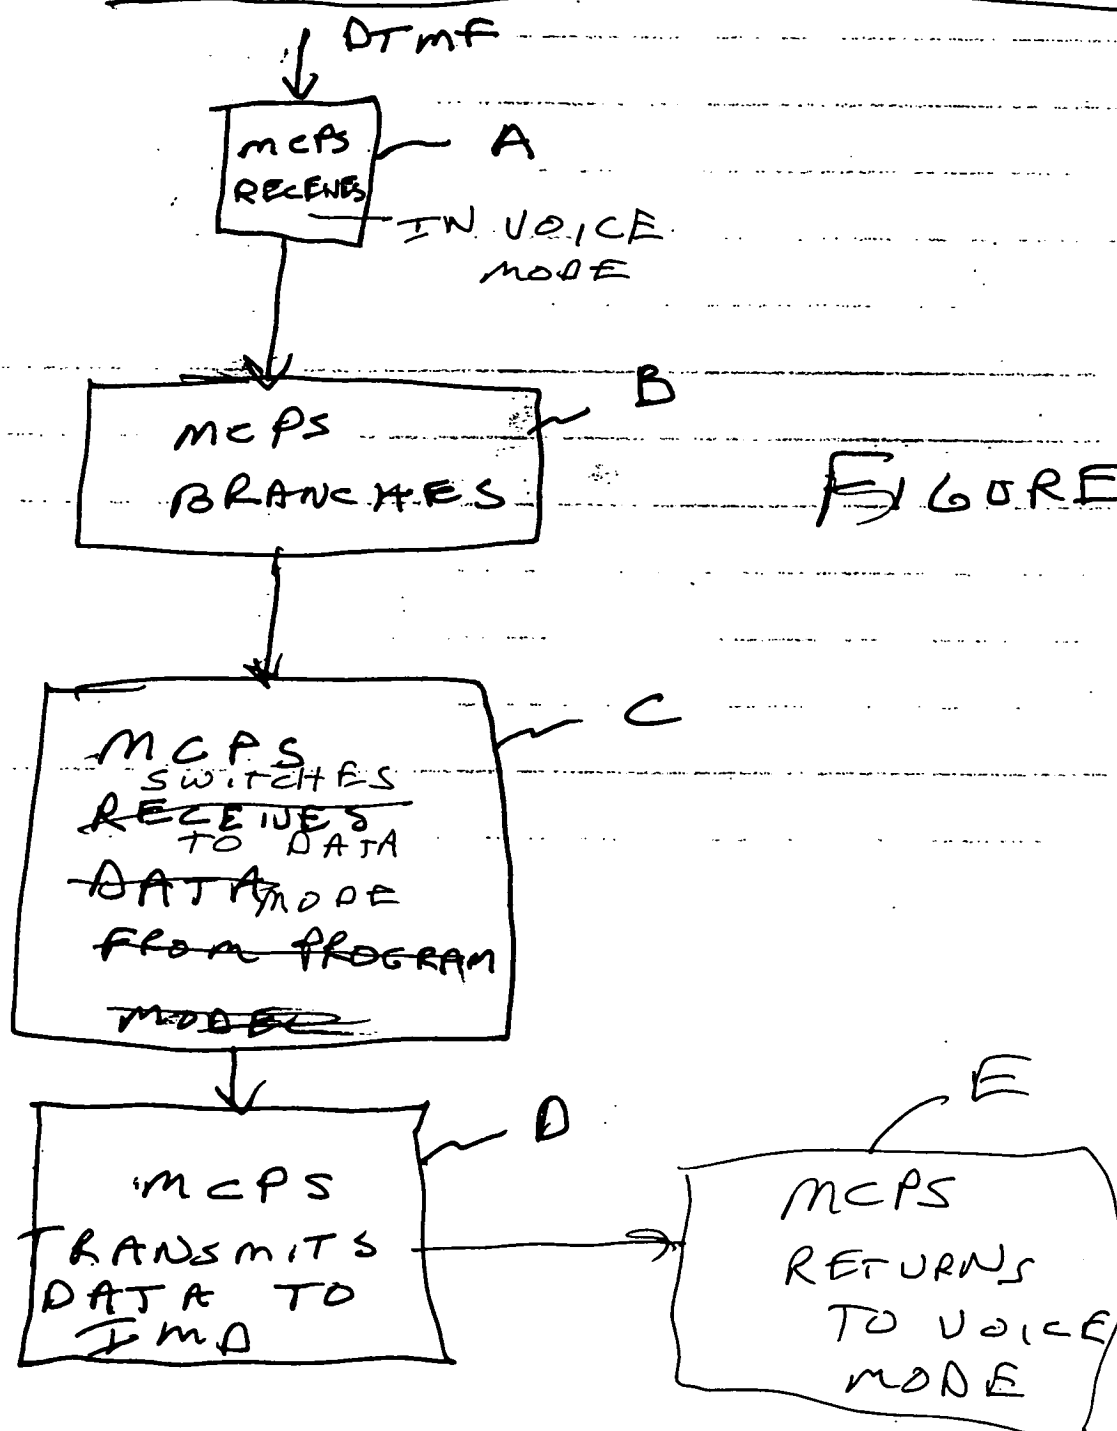 DTMF
MCPS
RECEIVES
A
IN VOICE
MODE
B
MCPS
BRANCHES
FIGURE
C
MCPS
SWITCHES
RECEIVES
TO DATA
DATA MODE
FROM PROGRAM
MODEL
D
MCPS
TRANSMITS
DATA TO
IMD
E
MCPS
RETURNS
TO VOICE
MODE